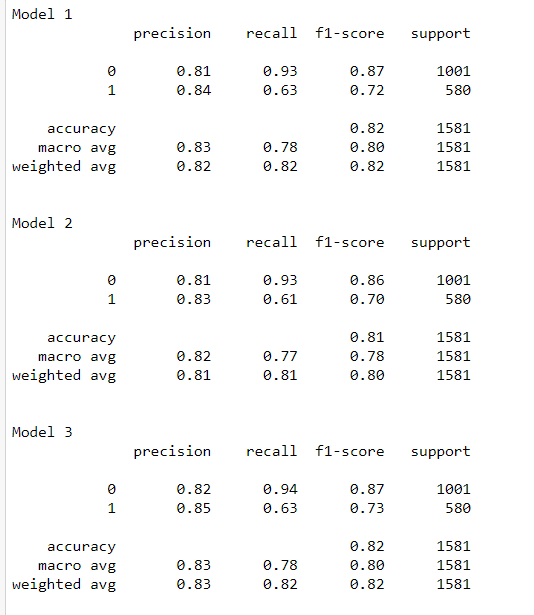 Model 1
precision recall f1-score support
0 0.81 0.93 0.87 1001
1 0.84 0.63 0.72 580
accuracy 0.82 1581
macro avg 0.83 0.78 0.80 1581
weighted avg 0.82 0.82 0.82 1581
Model 2
precision recall f1-score support
0 0.81 0.93 0.86 1001
1 0.83 0.61 0.70 580
accuracy 0.81 1581
macro avg 0.82 0.77 0.78 1581
weighted avg 0.81 0.81 0.80 1581
Model 3
precision recall f1-score support
0 0.82 0.94 0.87 1001
1 0.85 0.63 0.73 580
accuracy 0.82 1581
macro avg 0.83 0.78 0.80 1581
weighted avg 0.83 0.82 0.82 1581